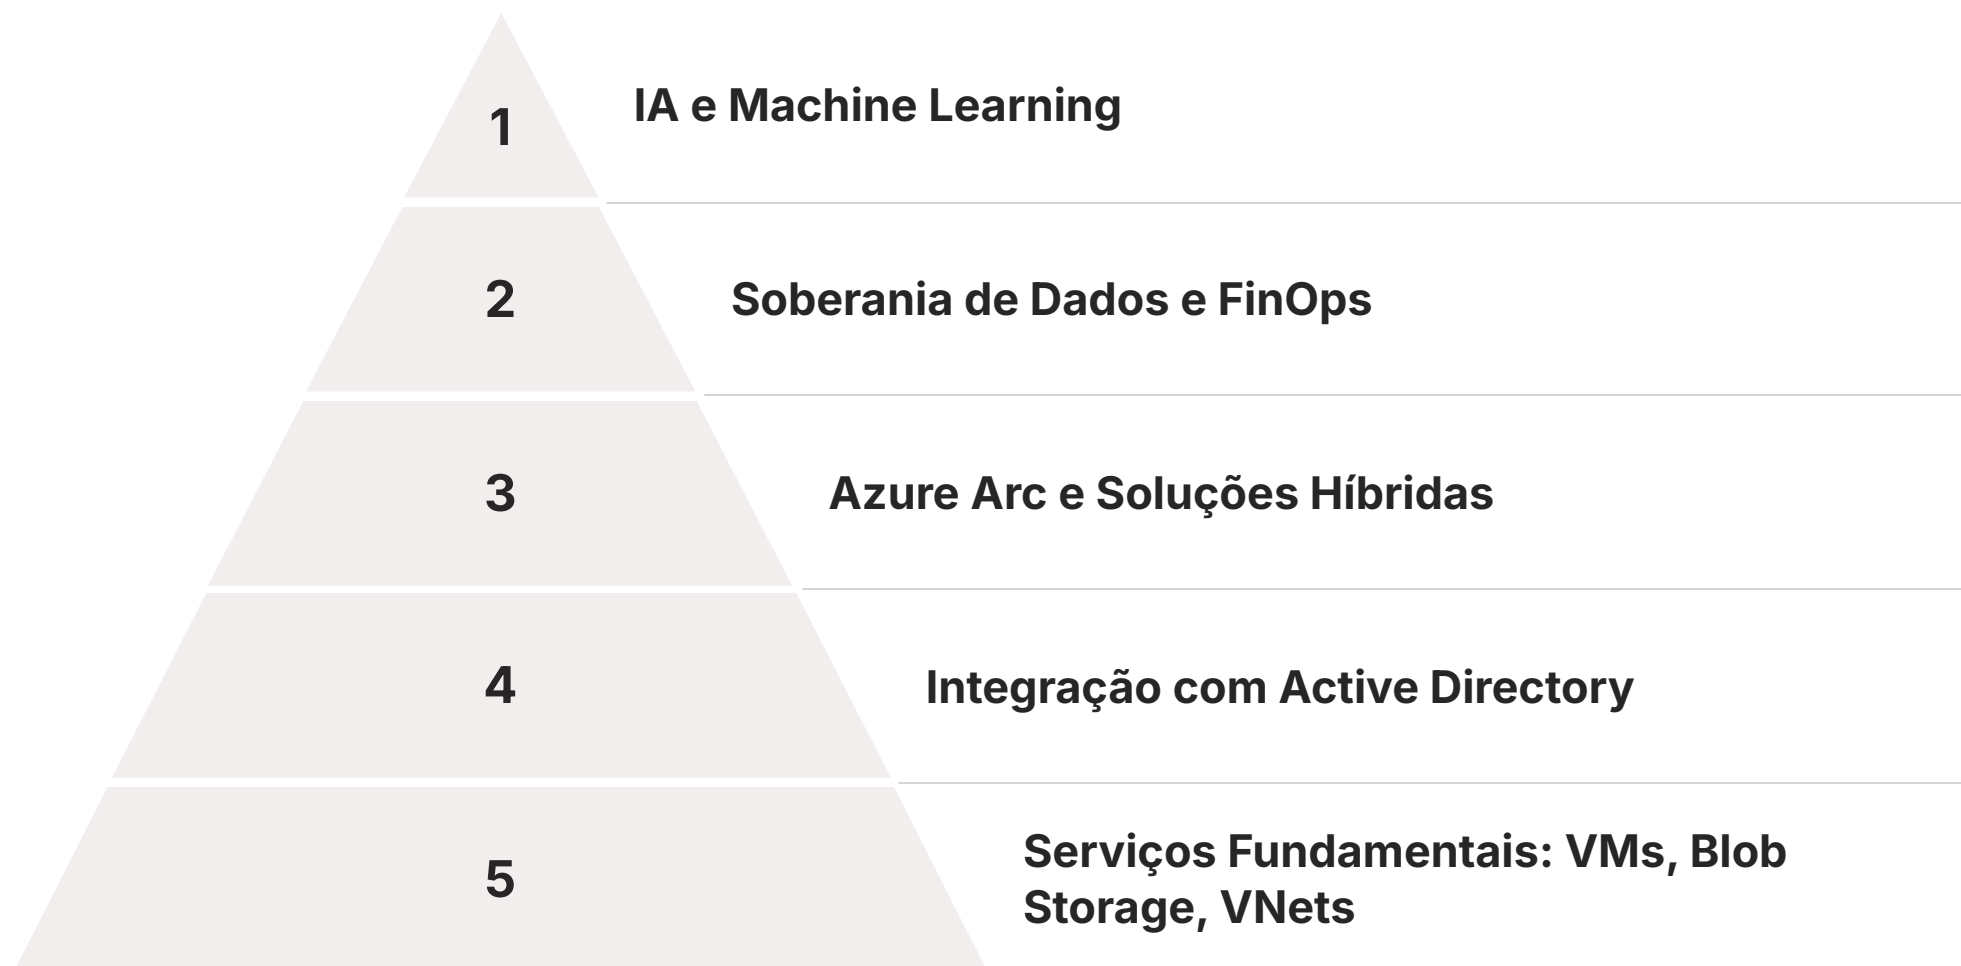 1
IA e Machine Learning
2
Soberania de Dados e FinOps
3
Azure Arc e Soluções Híbridas
4
Integração com Active Directory
5
Serviços Fundamentais: VMs, Blob
Storage, VNets